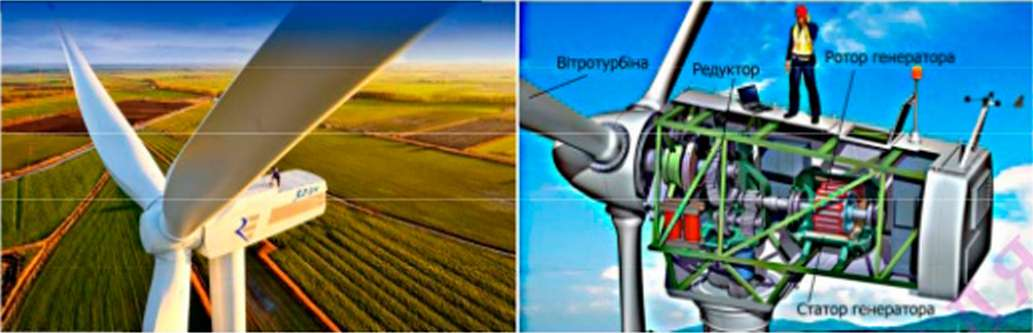 Вітротурбіна
Редуктор
Ротор генератора
Статор генератора